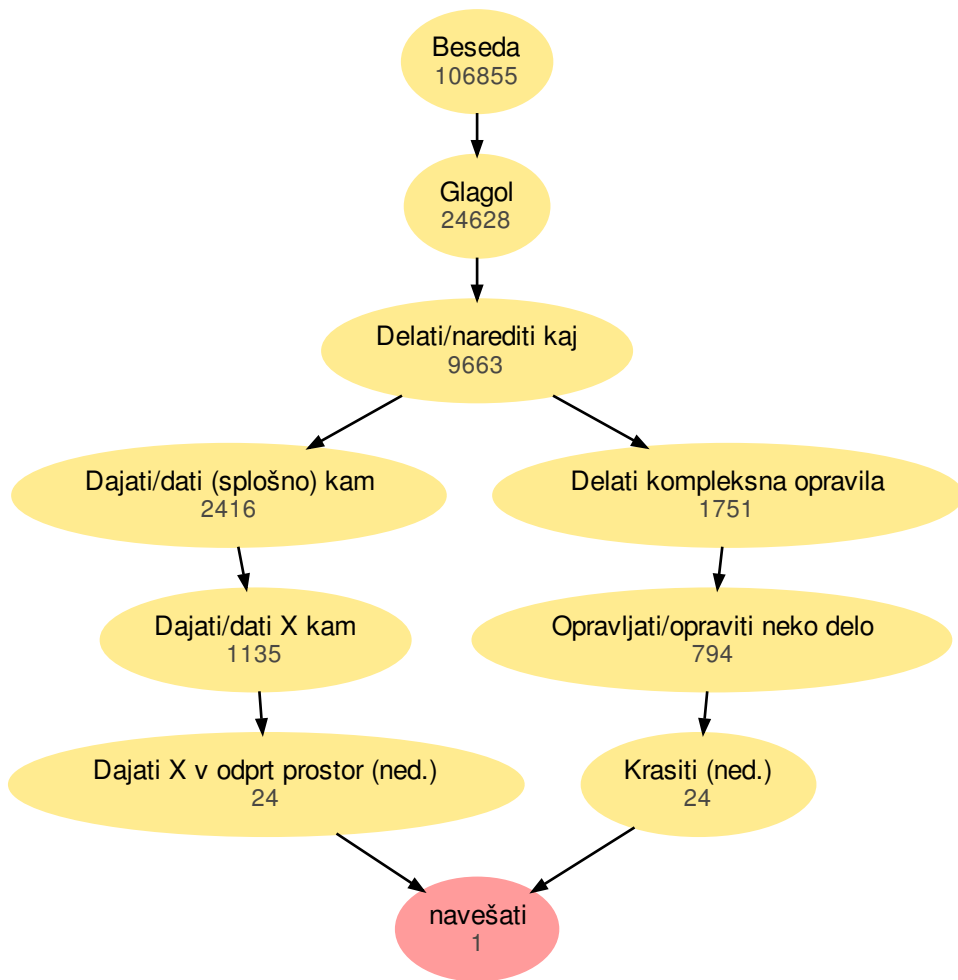 Beseda
106855
Glagol
24628
Delati/narediti kaj
9663
Dajati/dati (splošno) kam
2416
Delati kompleksna opravila
1751
Dajati/dati X kam
1135
Opravljati/opraviti neko delo
794
Dajati X v odprt prostor (ned.)
24
Krasiti (ned.)
24
navešati
1